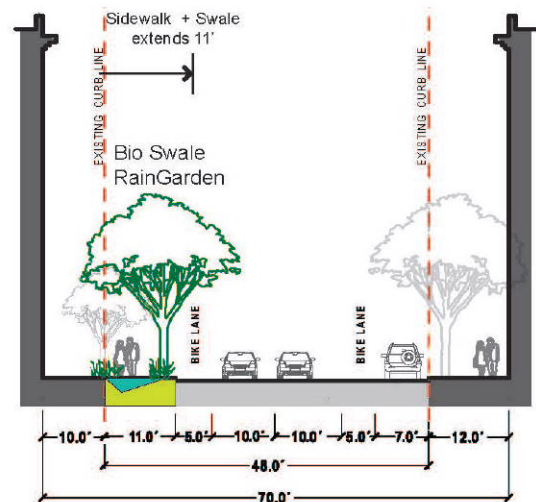 Sidewalk + Swale
extends 11'
EXISTING CURB LINE
EXISTING CURB LINE
Bio Swale
RainGarden
BIKE LANE
BIKE LANE
10.0' 11.0' 5.0' 10.0' 10.0' 5.0' 7.0' 12.0'
48.0'
70.0'